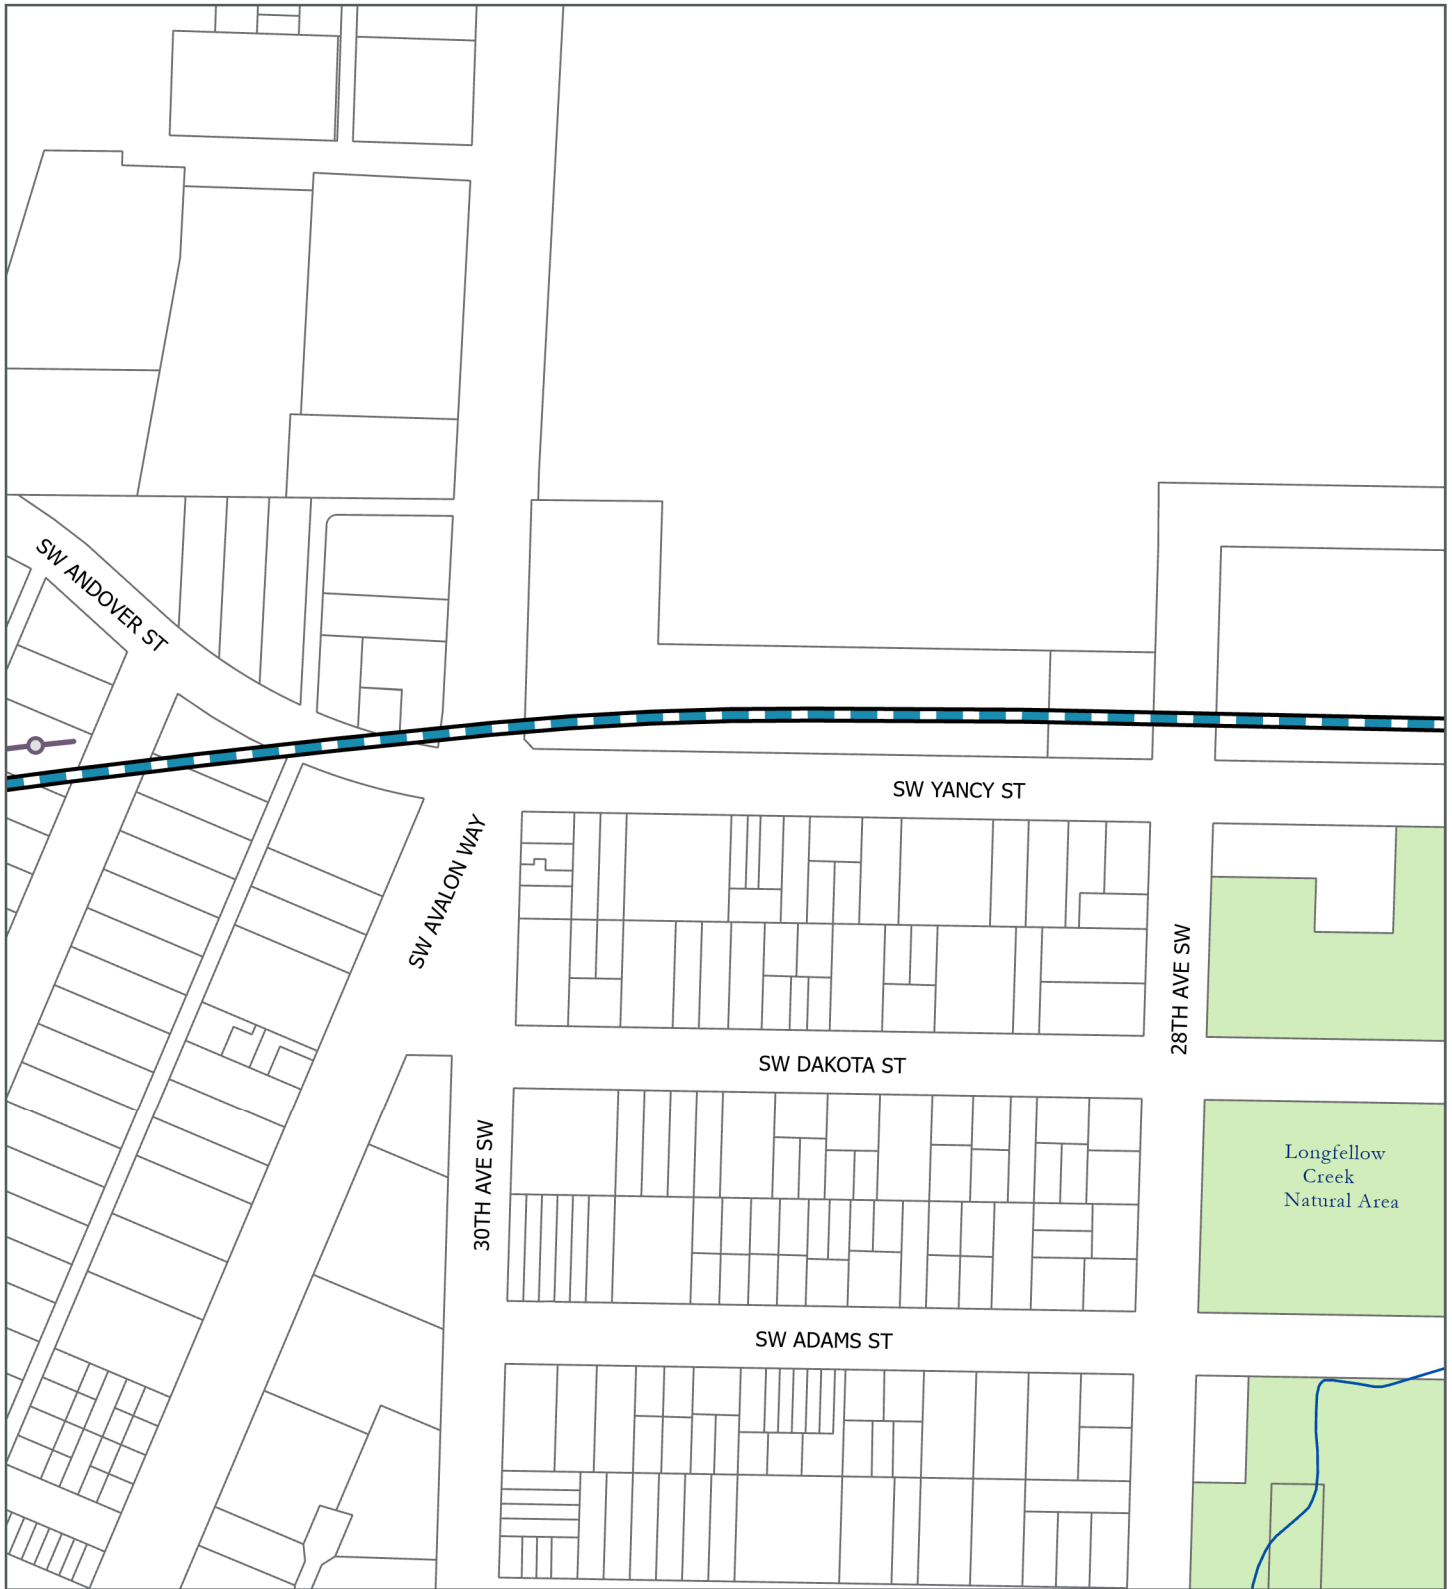 SW ANDOVER ST
SW YANCY ST
SW AVALON WAY
28TH AVE SW
SW DAKOTA ST
30TH AVE SW
Longfellow
Creek
Natural Area
SW ADAMS ST